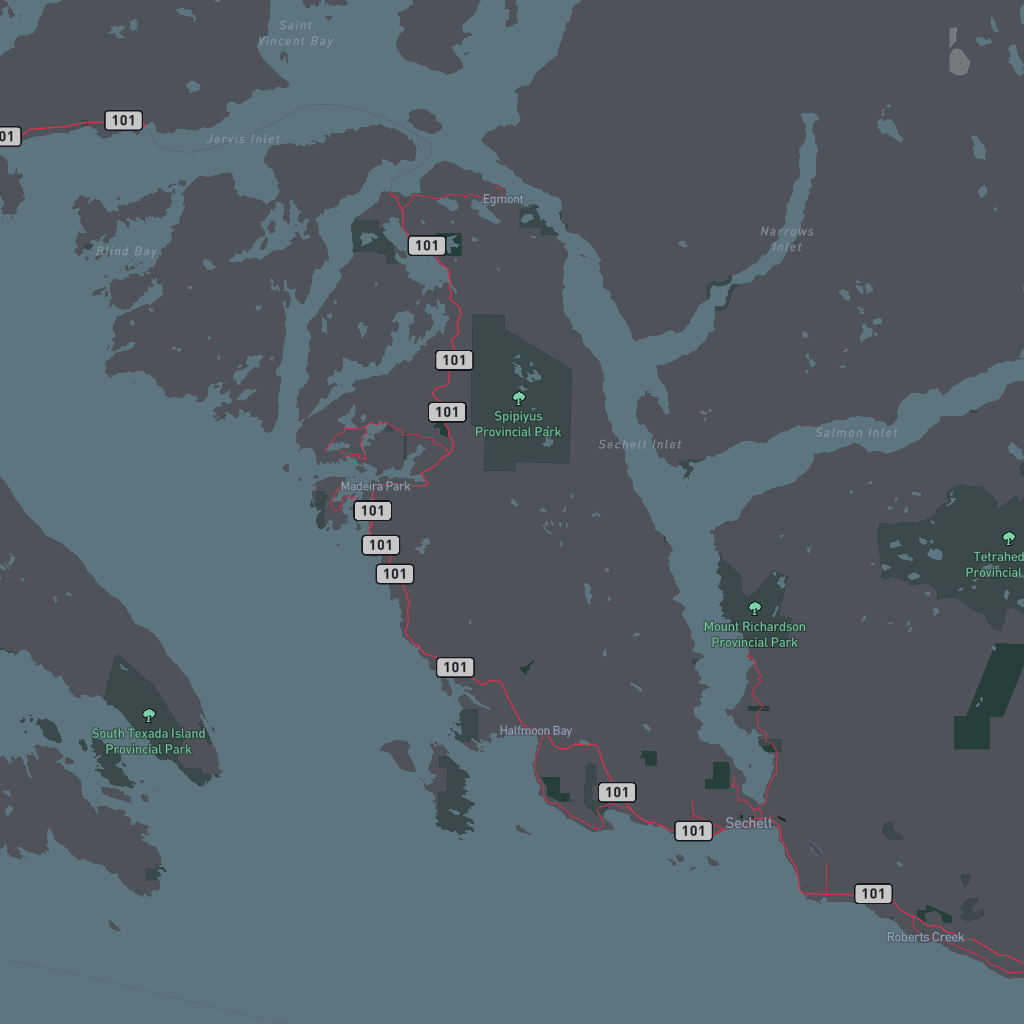 Saint
Vincent Bay
101
01
Jervis Inlet
Egmont
Narrows
Inlet
101
Blind Bay
101
101
Spipiyus
Provincial Park
Salmon Inlet
Sechelt Inlet
Madeira Park
101
101
Tetrahed
Provincial
101
Mount Richardson
Provincial Park
101
South Texada Island
Provincial Park
Halfmoon Bay
101
Sechelt
101
101
Roberts Creek